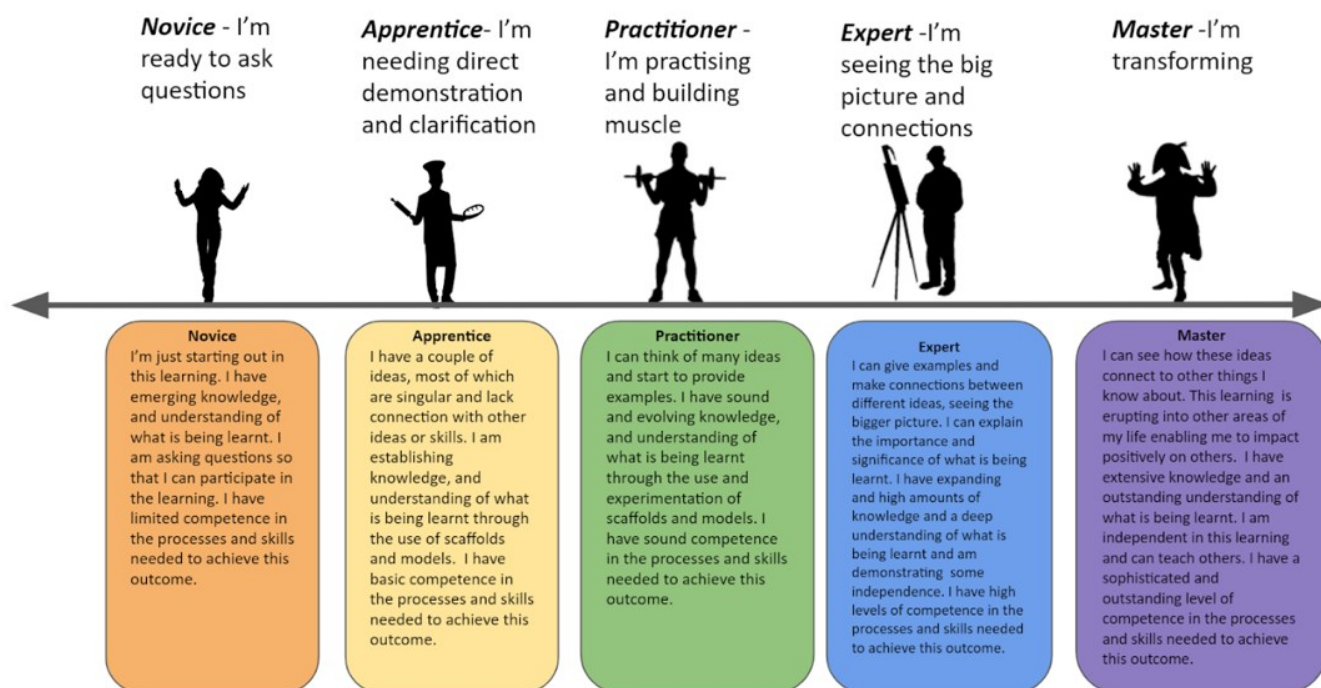 Novice - I'm
ready to ask
questions
Apprentice- I'm
needing direct
demonstration
and clarification
Practitioner -
I'm practising
and building
muscle
Expert -I'm
seeing the big
picture and
connections
Master -I'm
transforming
Novice
I'm just starting out in
this learning. I have
emerging knowledge,
and understanding of
what is being learnt. I
am asking questions so
that I can participate in
the learning. I have
limited competence in
the processes and skills
needed to achieve this
outcome.
Apprentice
I have a couple of
ideas, most of which
are singular and lack
connection with other
ideas or skills. I am
establishing
knowledge, and
understanding of what
is being learnt through
the use of scaffolds
and models. I have
basic competence in
the processes and skills
needed to achieve this
outcome.
Practitioner
I can think of many ideas
and start to provide
examples. I have sound
and evolving knowledge,
and understanding of
what is being learnt
through the use and
experimentation of
scaffolds and models. I
have sound competence
in the processes and skills
needed to achieve this
outcome.
Expert
I can give examples and
make connections between
different ideas, seeing the
bigger picture. I can explain
the importance and
significance of what is being
learnt. I have expanding
and high amounts of
knowledge and a deep
understanding of what is
being learnt and am
demonstrating some
independence. I have high
levels of competence in the
processes and skills needed
to achieve this outcome.
Master
I can see how these ideas
connect to other things I
know about. This learning is
erupting into other areas of
my life enabling me to impact
positively on others. I have
extensive knowledge and an
outstanding understanding of
what is being learnt. I am
independent in this learning
and can teach others. I have a
sophisticated and
outstanding level of
competence in the processes
and skills needed to achieve
this outcome.